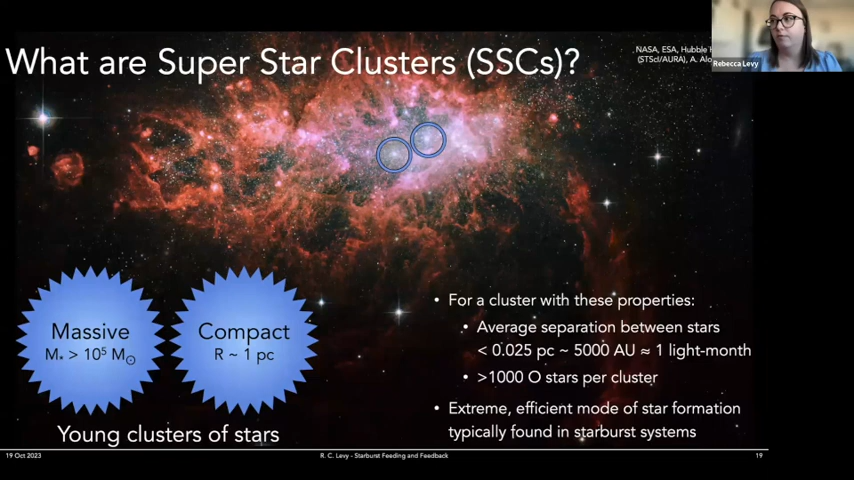 What are Super Star Clusters (SSCs)?
NASA, ESA, Hubble
(STScI/AURA), A.
Rebecca Levy
Massive
M* > 10⁵ M☉
Compact
R ~ 1 pc
Young clusters of stars
• For a cluster with these properties:
• Average separation between stars
< 0.025 pc ~ 5000 AU ≈ 1 light-month
• >1000 O stars per cluster
• Extreme, efficient mode of star formation
typically found in starburst systems
19 Oct 2023
R. C. Levy - Starburst Feeding and Feedback
19